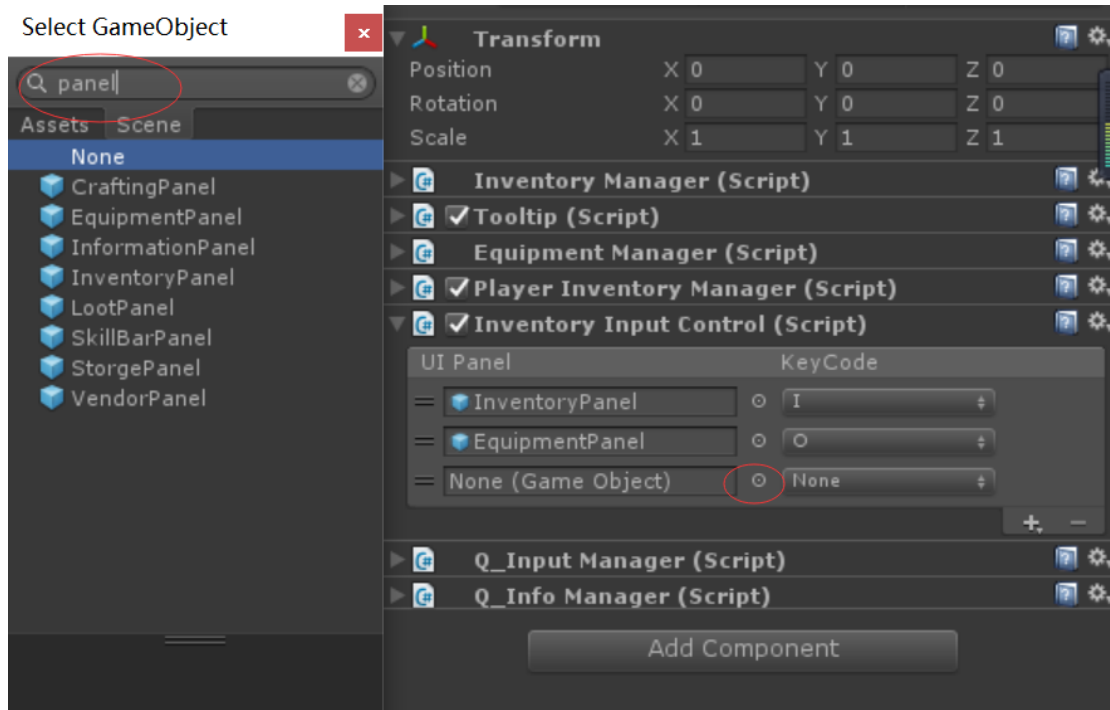 Select GameObject
x
panel
Assets Scene
None
CraftingPanel
EquipmentPanel
InformationPanel
InventoryPanel
LootPanel
SkillBarPanel
StorgePanel
VendorPanel
Transform
Position X 0 Y 0 Z 0
Rotation X 0 Y 0 Z 0
Scale X 1 Y 1 Z 1
C# Inventory Manager (Script)
C# Tooltip (Script)
C# Equipment Manager (Script)
C# Player Inventory Manager (Script)
C# Inventory Input Control (Script)
UI Panel KeyCode
InventoryPanel I
EquipmentPanel O
None (Game Object) None
C# Q_Input Manager (Script)
C# Q_Info Manager (Script)
Add Component